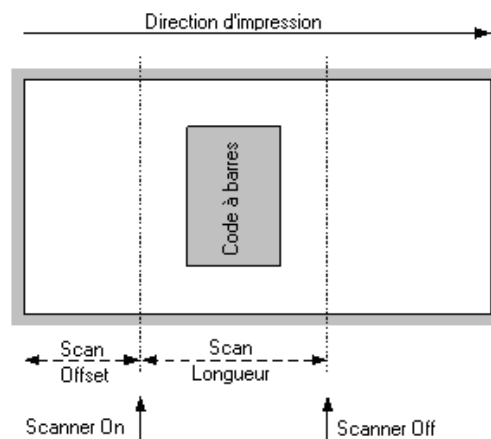 Direction d'impression
Code à barres
Scan
Offset
Scan
Longueur
Scanner On
Scanner Off